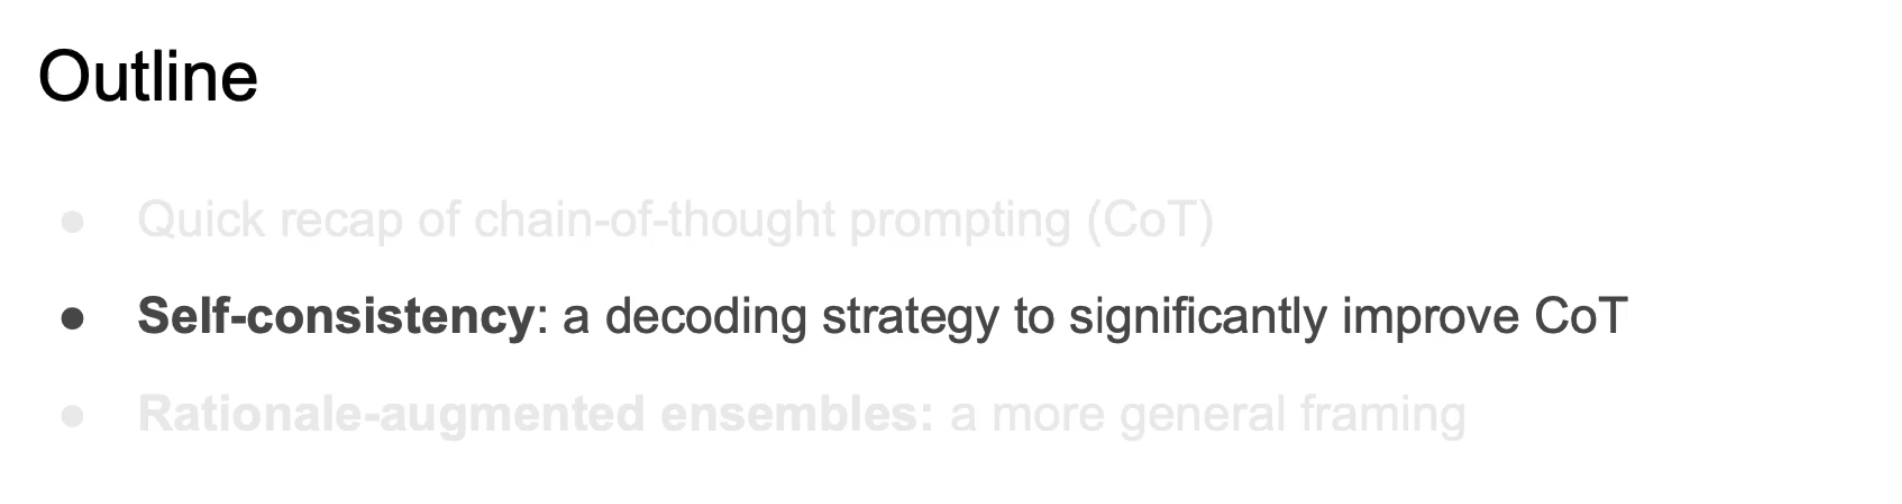 Outline
● Quick recap of chain-of-thought prompting (CoT)
● Self-consistency: a decoding strategy to significantly improve CoT
● Rationale-augmented ensembles: a more general framing